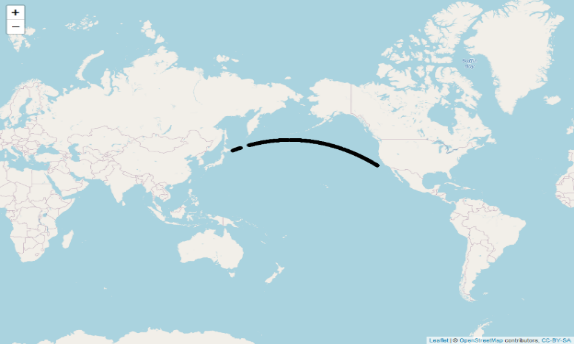 +
−
Leaflet | © OpenStreetMap contributors, CC-BY-SA